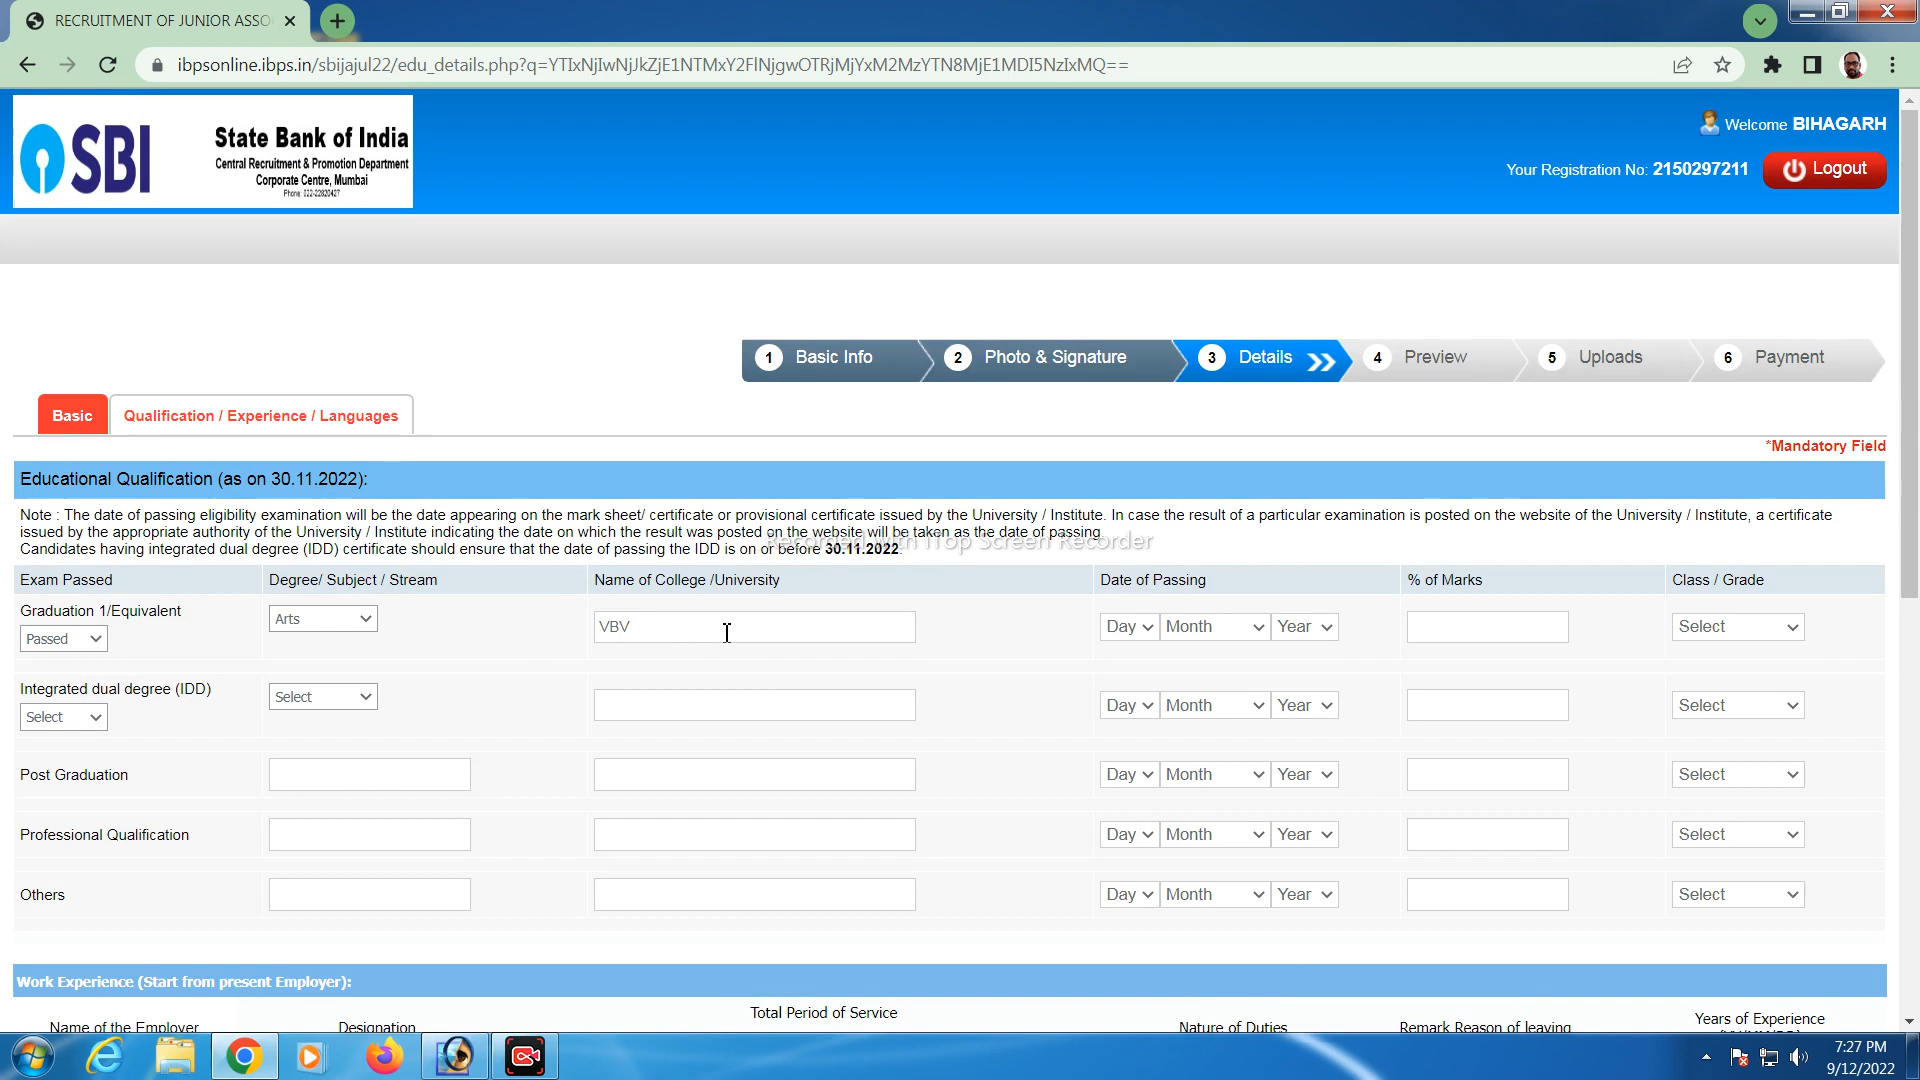 RECRUITMENT OF JUNIOR ASSO
ibpsonline.ibps.in/sbijajul22/edu_details.php?q=YTIxNjIwNjJkZjE1NTMxY2FlNjgwOTRjMjYxM2MzYTN8MjE1MDI5NzIxMQ==
SBI
State Bank of India
Central Recruitment & Promotion Department
Corporate Centre, Mumbai
Phone: 022-22820427
Welcome BIHAGARH
Your Registration No: 2150297211
Logout
1 Basic Info
2 Photo & Signature
3 Details
4 Preview
5 Uploads
6 Payment
Basic
Qualification / Experience / Languages
*Mandatory Field
Educational Qualification (as on 30.11.2022):
Note : The date of passing eligibility examination will be the date appearing on the mark sheet/ certificate or provisional certificate issued by the University / Institute. In case the result of a particular examination is posted on the website of the University / Institute, a certificate
issued by the appropriate authority of the University / Institute indicating the date on which the result was posted on the website will be taken as the date of passing
Candidates having integrated dual degree (IDD) certificate should ensure that the date of passing the IDD is on or before 30.11.2022.
Recorded with iTop Screen Recorder
Exam Passed Degree/ Subject / Stream Name of College /University Date of Passing % of Marks Class / Grade
Graduation 1/Equivalent
Passed Arts VBV Day Month Year Select
Integrated dual degree (IDD)
Select Select Day Month Year Select
Post Graduation Day Month Year Select
Professional Qualification Day Month Year Select
Others Day Month Year Select
Work Experience (Start from present Employer):
Total Period of Service
Name of the Employer Designation Nature of Duties Remark Reason of leaving Years of Experience
7:27 PM
9/12/2022